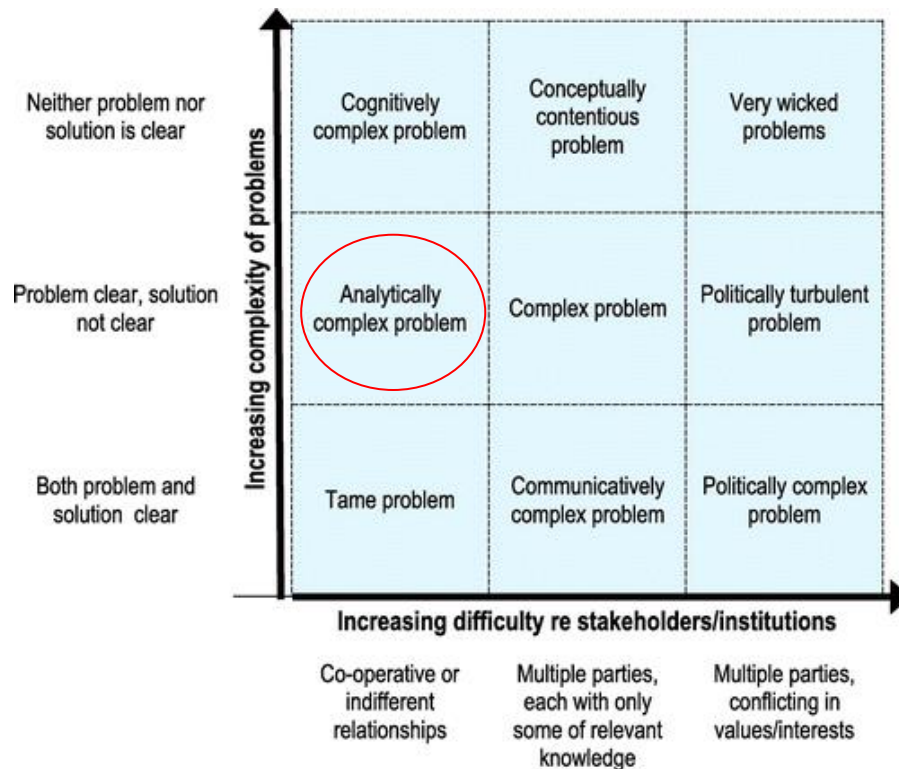 Neither problem nor
solution is clear
Cognitively
complex problem
Conceptually
contentious
problem
Very wicked
problems
Increasing complexity of problems
Problem clear, solution
not clear
Analytically
complex problem
Complex problem
Politically turbulent
problem
Both problem and
solution clear
Tame problem
Communicatively
complex problem
Politically complex
problem
Increasing difficulty re stakeholders/institutions
Co-operative or
indifferent
relationships
Multiple parties,
each with only
some of relevant
knowledge
Multiple parties,
conflicting in
values/interests